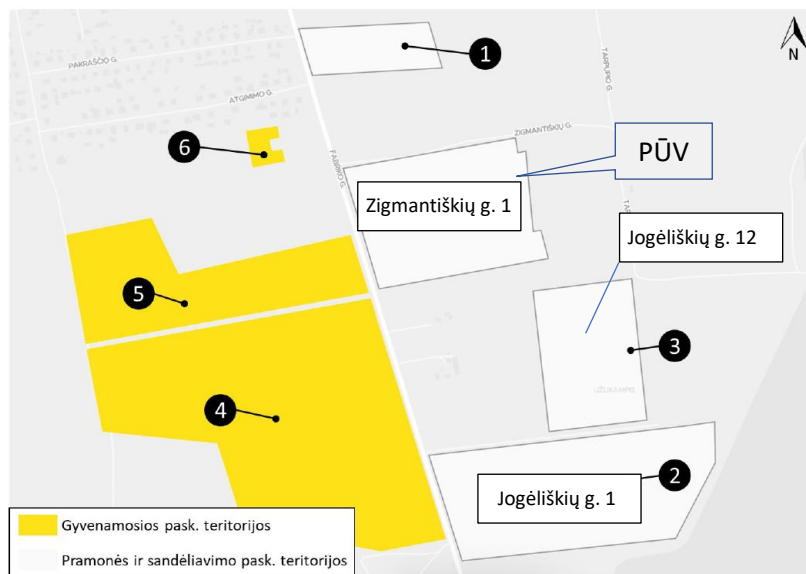 1
N
PAKRAŠČIO G.
TARPUPIO G.
ATGIMIMO G.
6
ZIGMANTIŠKIŲ G.
PŪV
FABRIKO G.
Zigmantiškių g. 1
Jogėliškių g. 12
5
3
UŽUKAMPIS
4
2
Jogėliškių g. 1
Gyvenamosios pask. teritorijos
Pramonės ir sandėliavimo pask. teritorijos